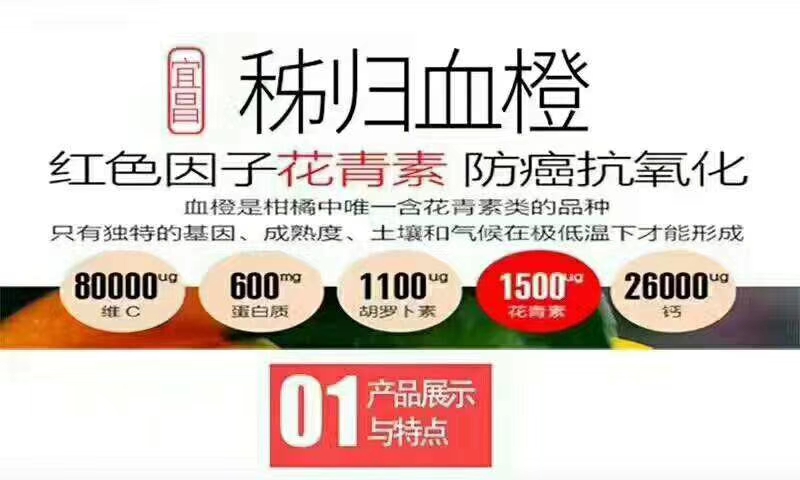 宜昌
秭归血橙
红色因子花青素 防癌抗氧化
血橙是柑橘中唯一含花青素类的品种
只有独特的基因、成熟度、土壤和气候在极低温下才能形成
80000ug
维C
600mg
蛋白质
1100ug
胡罗卜素
1500ug
花青素
26000ug
钙
01 产品展示
与特点